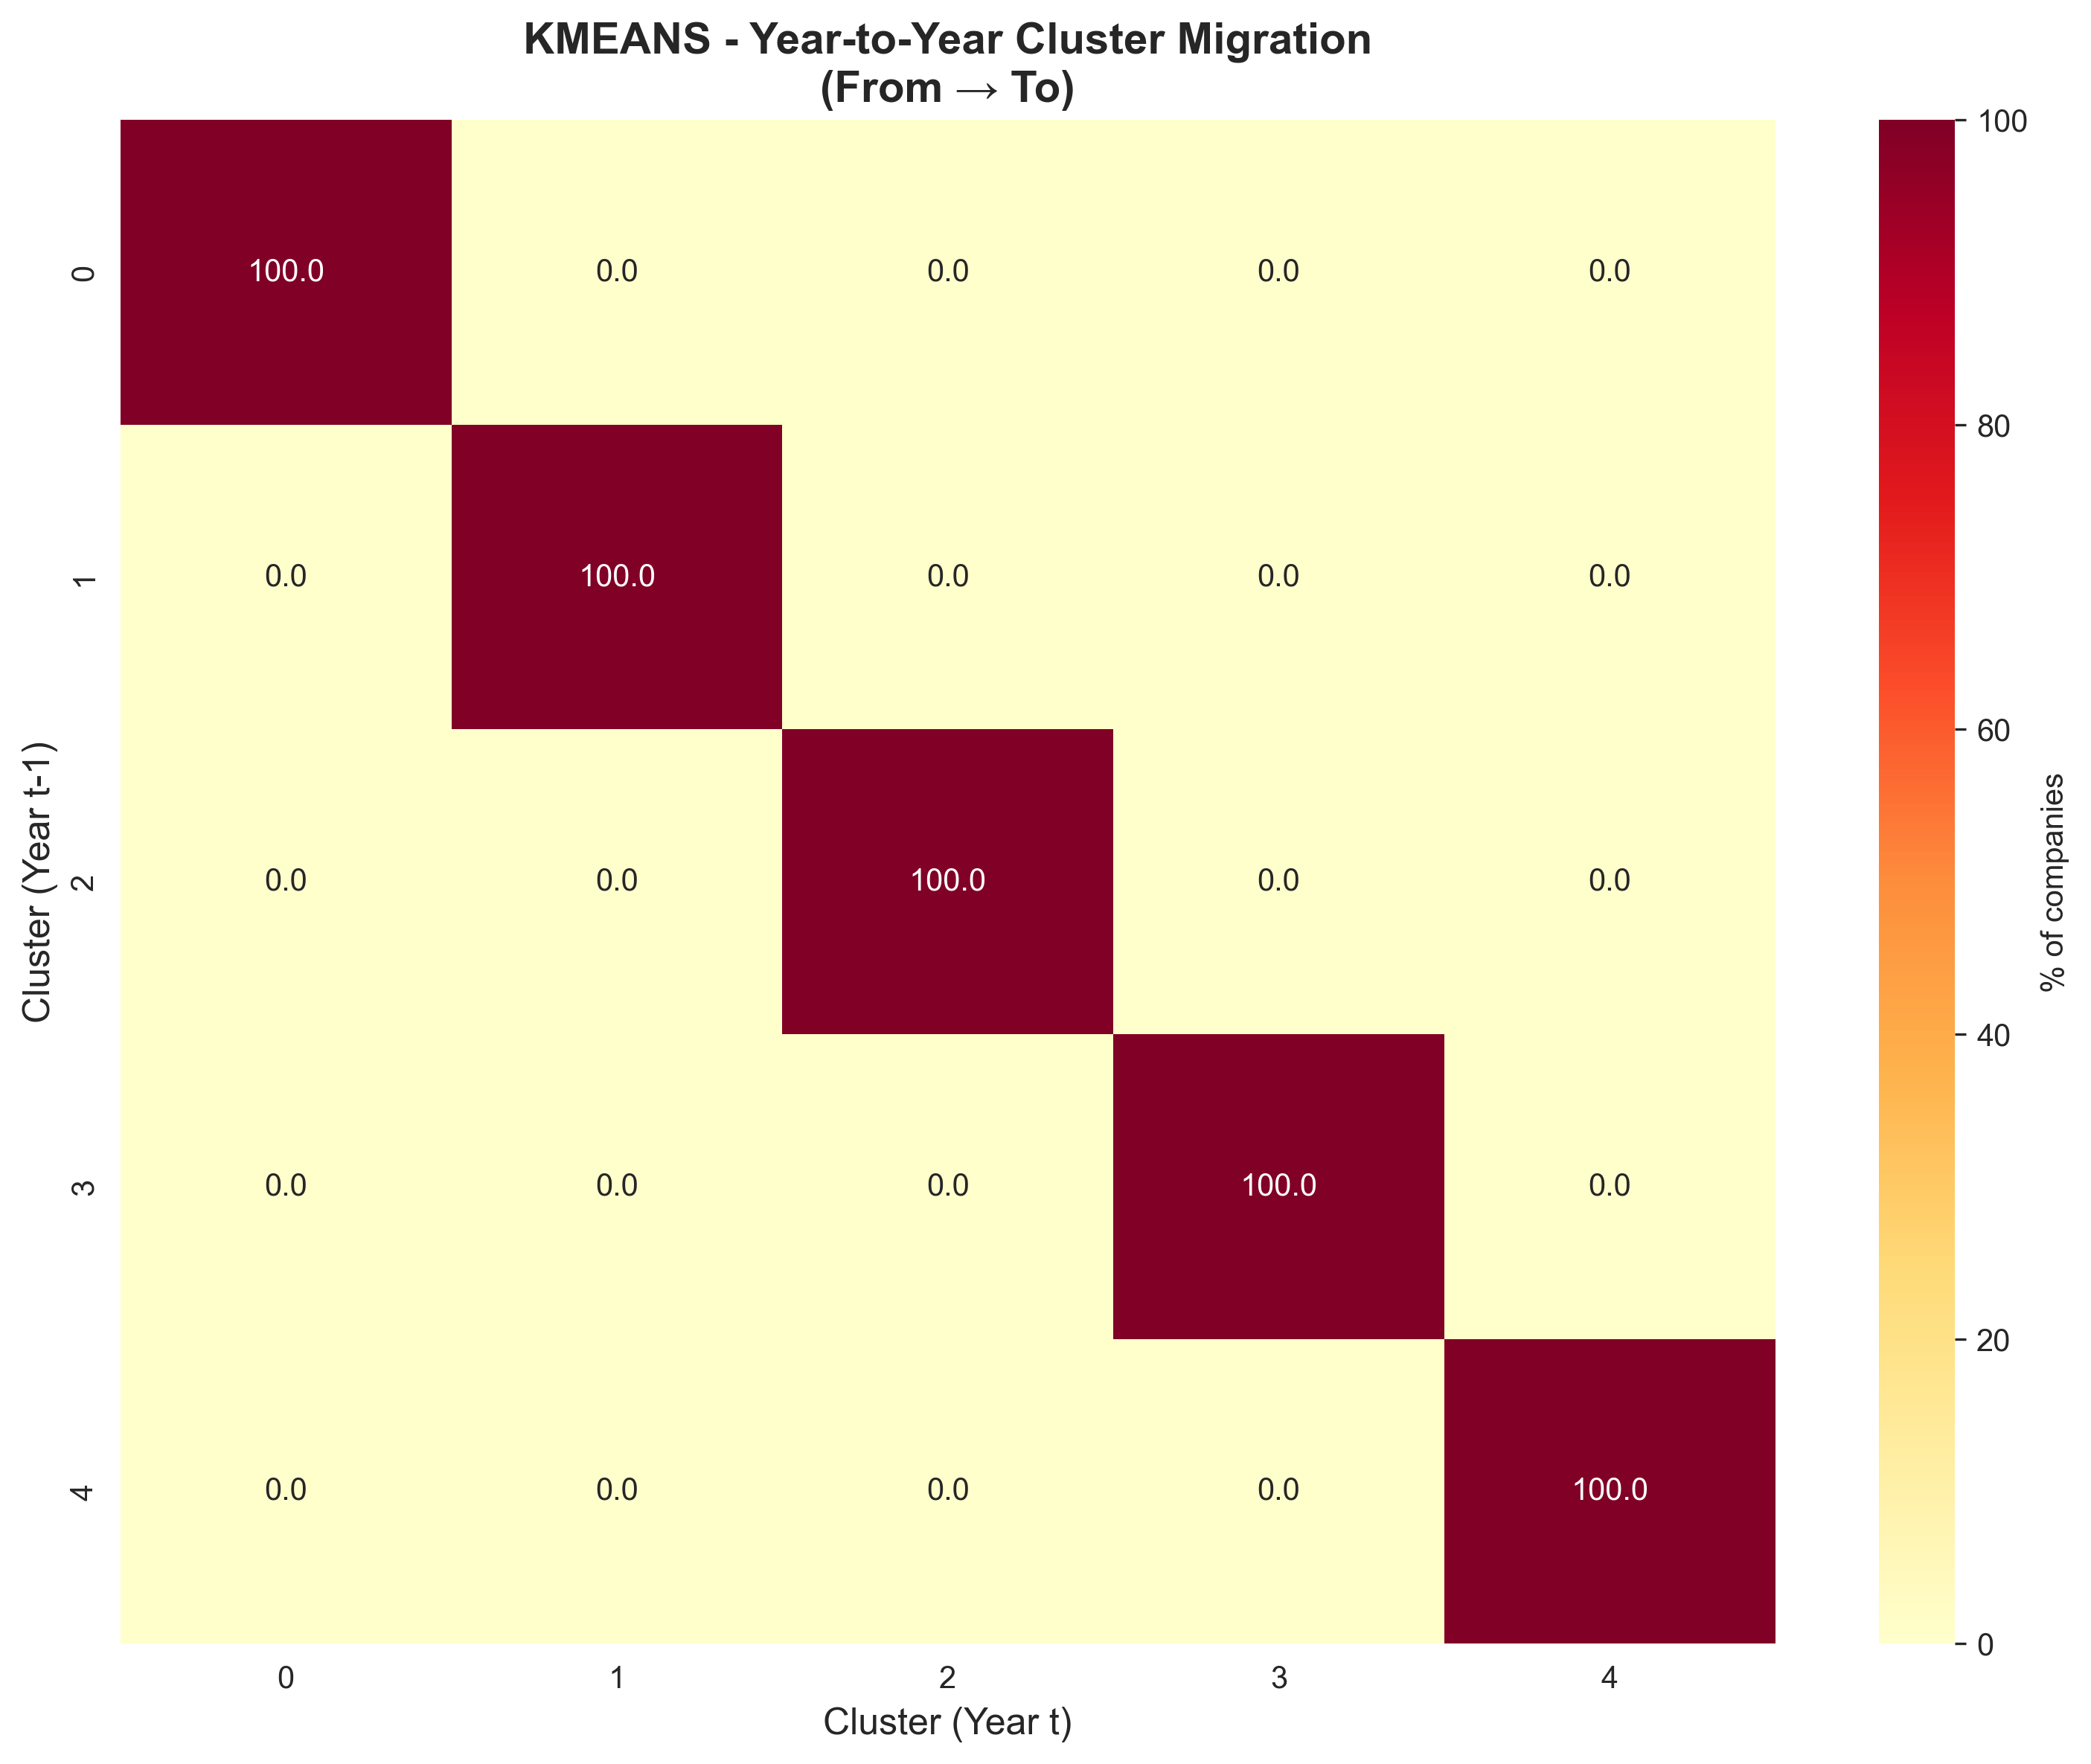 KMEANS - Year-to-Year Cluster Migration
(From → To)
100.0 0.0 0.0 0.0 0.0
0.0 100.0 0.0 0.0 0.0
0.0 0.0 100.0 0.0 0.0
0.0 0.0 0.0 100.0 0.0
0.0 0.0 0.0 0.0 100.0
0
1
2
3
4
Cluster (Year t-1)
0 1 2 3 4
Cluster (Year t)
100
80
60
40
20
0
% of companies